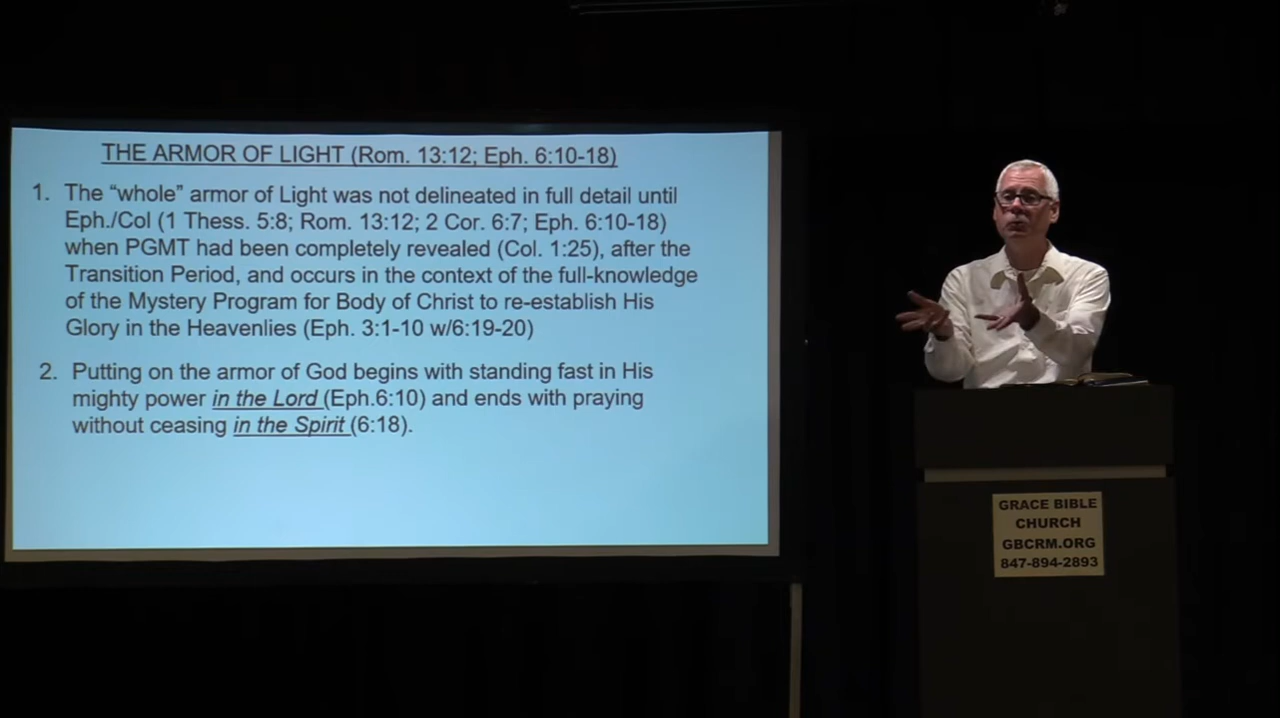 THE ARMOR OF LIGHT (Rom. 13:12; Eph. 6:10-18)
1. The “whole” armor of Light was not delineated in full detail until
Eph./Col (1 Thess. 5:8; Rom. 13:12; 2 Cor. 6:7; Eph. 6:10-18)
when PGMT had been completely revealed (Col. 1:25), after the
Transition Period, and occurs in the context of the full-knowledge
of the Mystery Program for Body of Christ to re-establish His
Glory in the Heavenlies (Eph. 3:1-10 w/6:19-20)
2. Putting on the armor of God begins with standing fast in His
mighty power in the Lord (Eph.6:10) and ends with praying
without ceasing in the Spirit (6:18).
GRACE BIBLE
CHURCH
GBCRM.ORG
847-894-2893